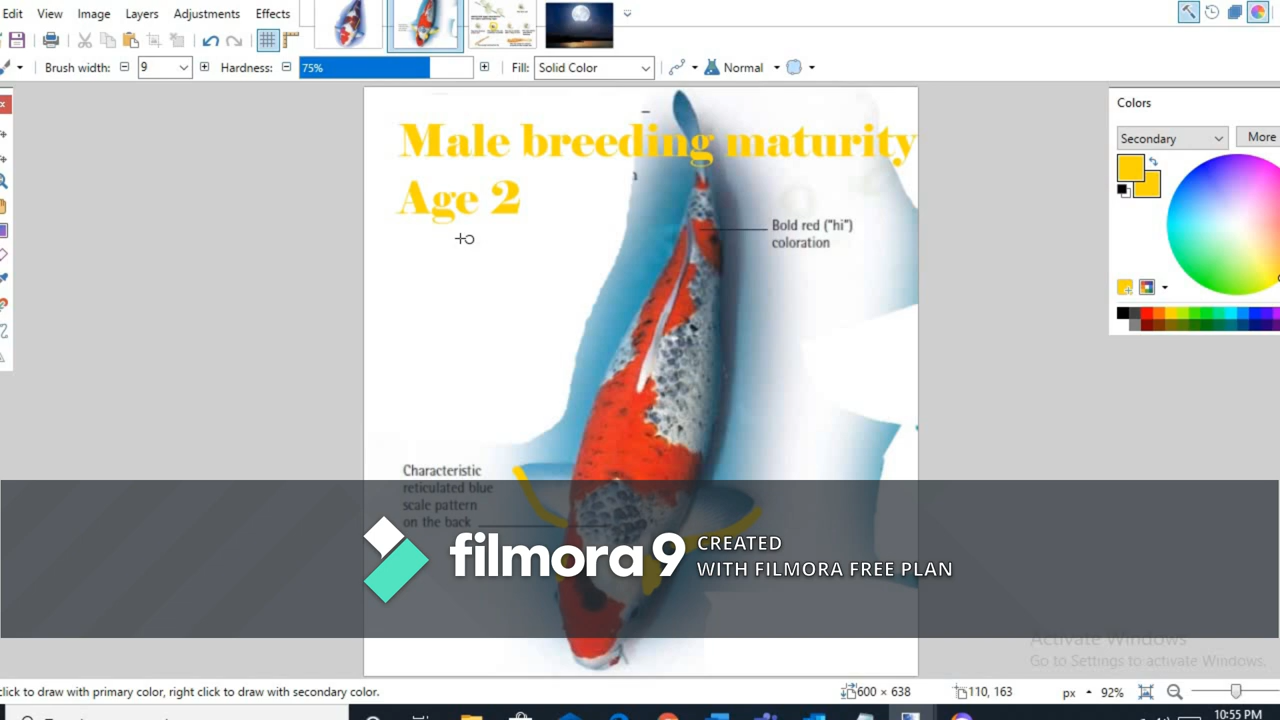 Edit View Image Layers Adjustments Effects
Brush width: 9 Hardness: 75% Fill: Solid Color Normal
Colors
Secondary More
Male breeding maturity
Age 2
Bold red ("hi")
coloration
Characteristic
reticulated blue
scale pattern
on the back
filmora9 CREATED
WITH FILMORA FREE PLAN
Activate Windows
Go to Settings to activate Windows.
click to draw with primary color, right click to draw with secondary color. 600 × 638 110, 163 px 92%
10:55 PM